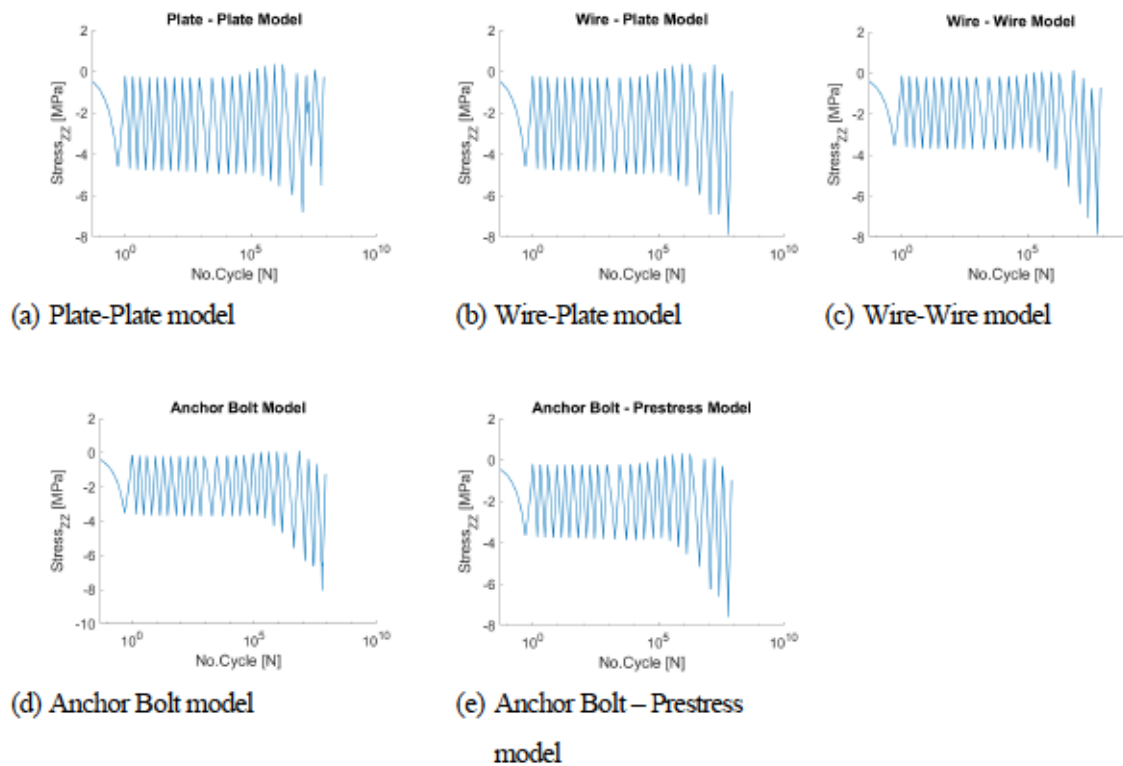 Plate - Plate Model
2
0
-2
-4
-6
-8
Stress_ZZ [MPa]
10^0
10^5
10^10
No.Cycle [N]
(a) Plate-Plate model
Wire - Plate Model
2
0
-2
-4
-6
-8
Stress_ZZ [MPa]
10^0
10^5
10^10
No.Cycle [N]
(b) Wire-Plate model
Wire - Wire Model
2
0
-2
-4
-6
-8
Stress_ZZ [MPa]
10^0
10^5
10^10
No.Cycle [N]
(c) Wire-Wire model
Anchor Bolt Model
2
0
-2
-4
-6
-8
-10
Stress_ZZ [MPa]
10^0
10^5
10^10
No.Cycle [N]
(d) Anchor Bolt model
Anchor Bolt - Prestress Model
2
0
-2
-4
-6
-8
Stress_ZZ [MPa]
10^0
10^5
10^10
No.Cycle [N]
(e) Anchor Bolt – Prestress
model